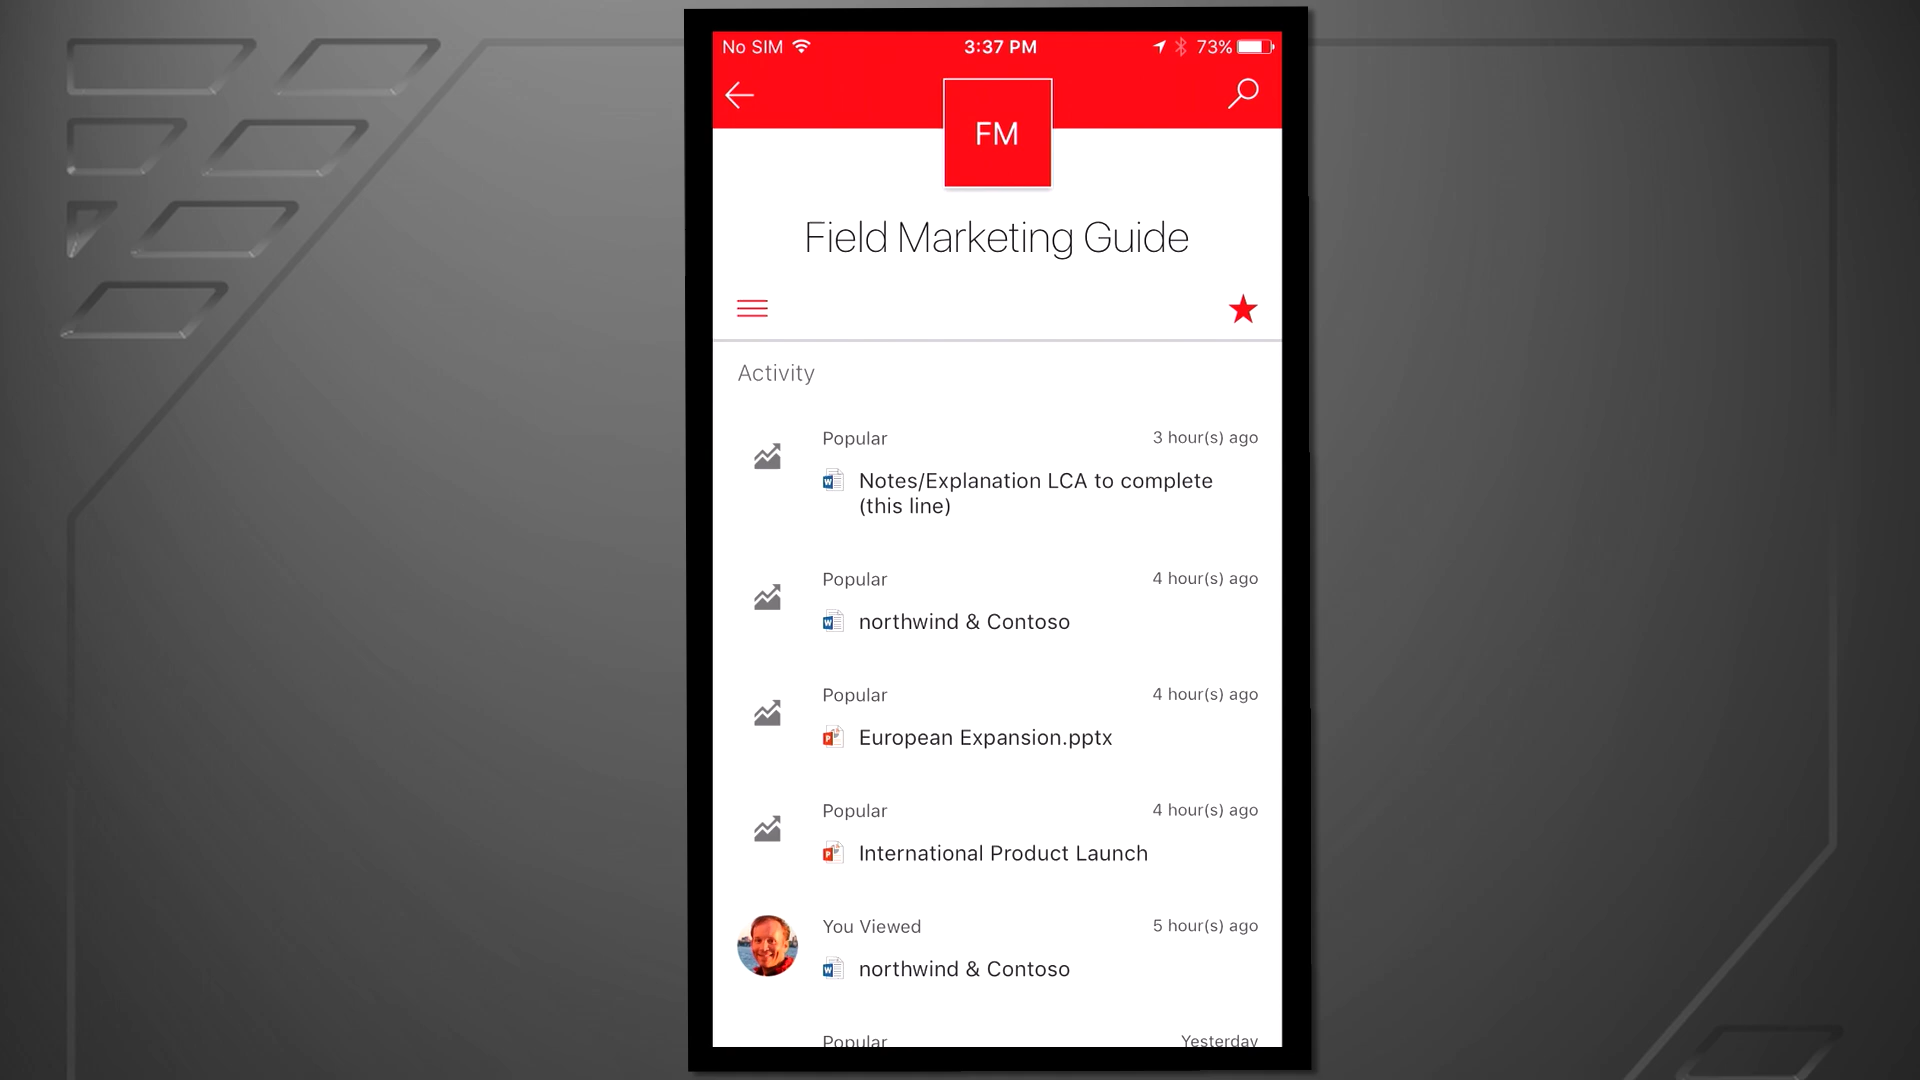 No SIM 3:37 PM 73%
FM
Field Marketing Guide
Activity
Popular 3 hour(s) ago
Notes/Explanation LCA to complete
(this line)
Popular 4 hour(s) ago
northwind & Contoso
Popular 4 hour(s) ago
European Expansion.pptx
Popular 4 hour(s) ago
International Product Launch
You Viewed 5 hour(s) ago
northwind & Contoso
Popular Yesterday